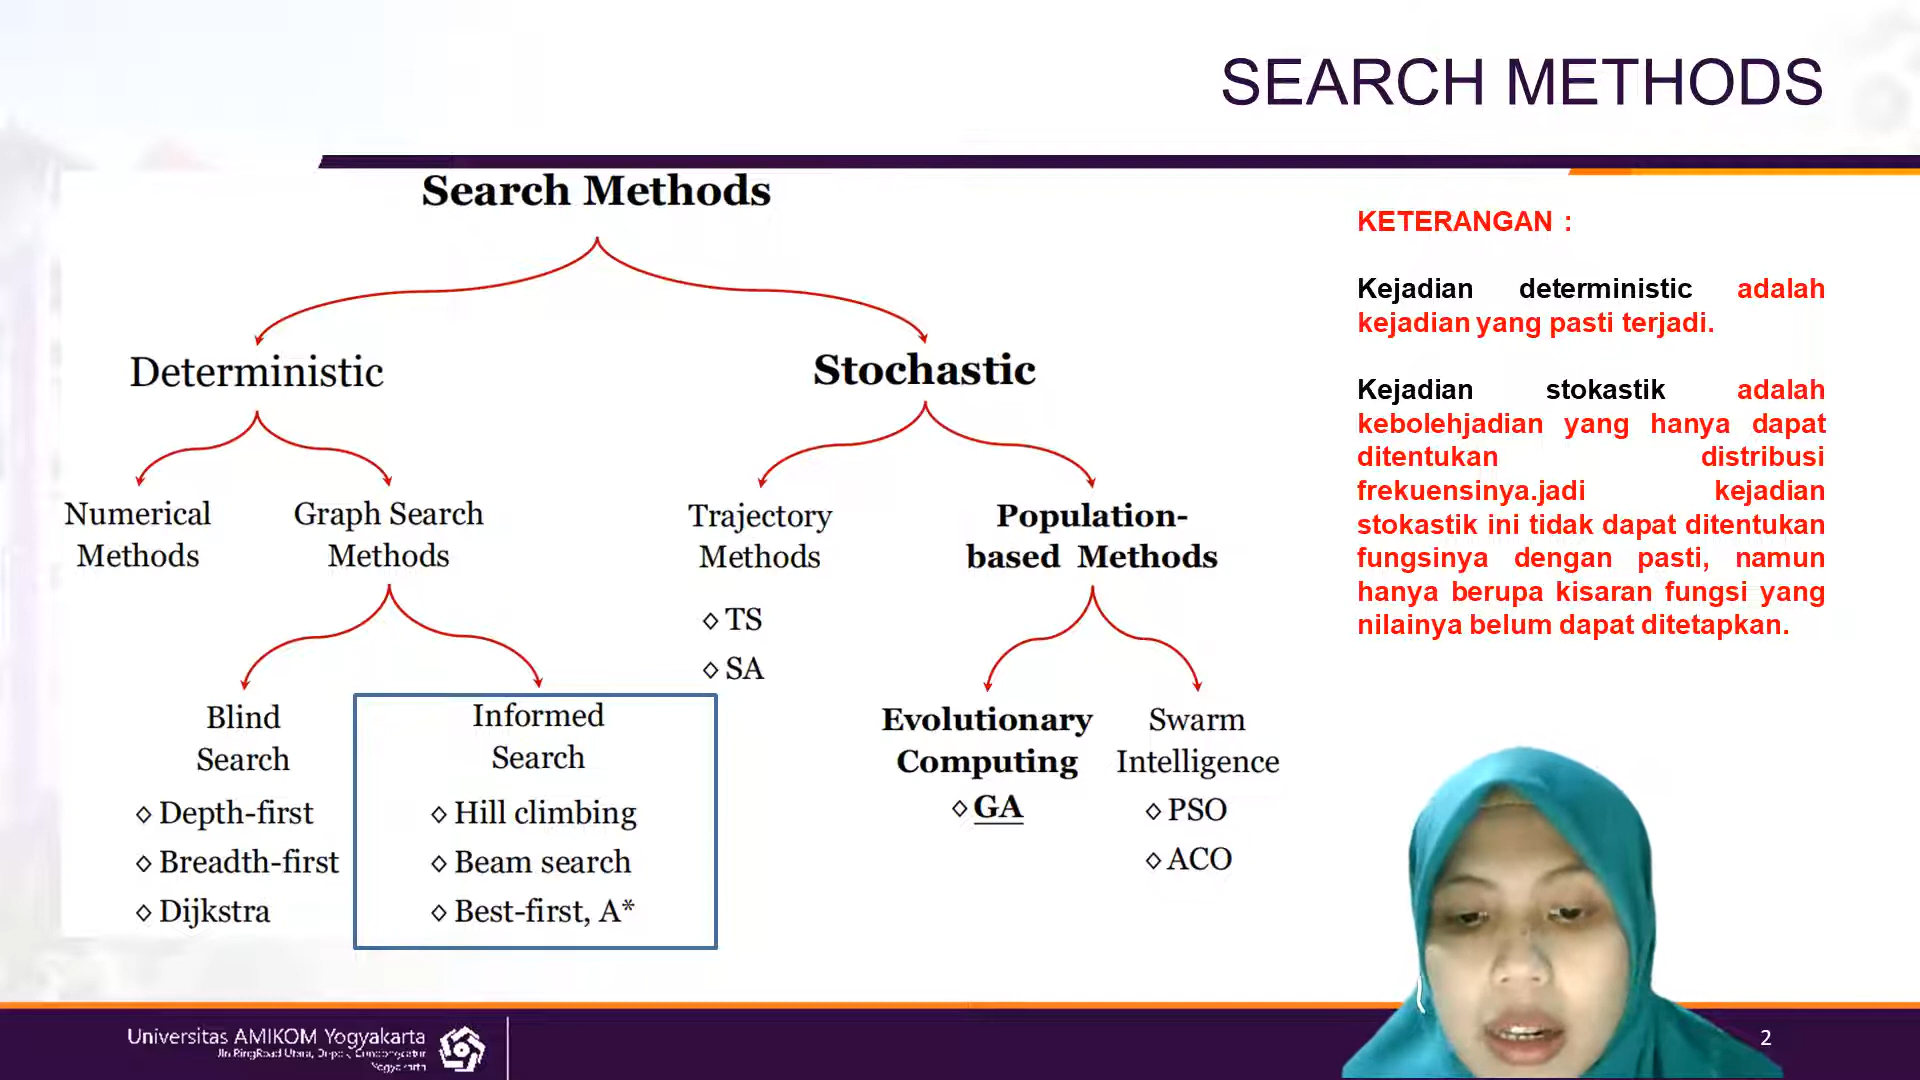 SEARCH METHODS
Search Methods
Deterministic
Stochastic
Numerical
Methods
Graph Search
Methods
Trajectory
Methods
◊ TS
◊ SA
Population-
based Methods
Blind
Search
◊ Depth-first
◊ Breadth-first
◊ Dijkstra
Informed
Search
◊ Hill climbing
◊ Beam search
◊ Best-first, A*
Evolutionary
Computing
◊ GA
Swarm
Intelligence
◊ PSO
◊ ACO
KETERANGAN :
Kejadian deterministic adalah
kejadian yang pasti terjadi.
Kejadian stokastik adalah
kebolehjadian yang hanya dapat
ditentukan distribusi
frekuensinya.jadi kejadian
stokastik ini tidak dapat ditentukan
fungsinya dengan pasti, namun
hanya berupa kisaran fungsi yang
nilainya belum dapat ditetapkan.
Universitas AMIKOM Yogyakarta
Jln RingRoad Utara,
Yogyakarta
2